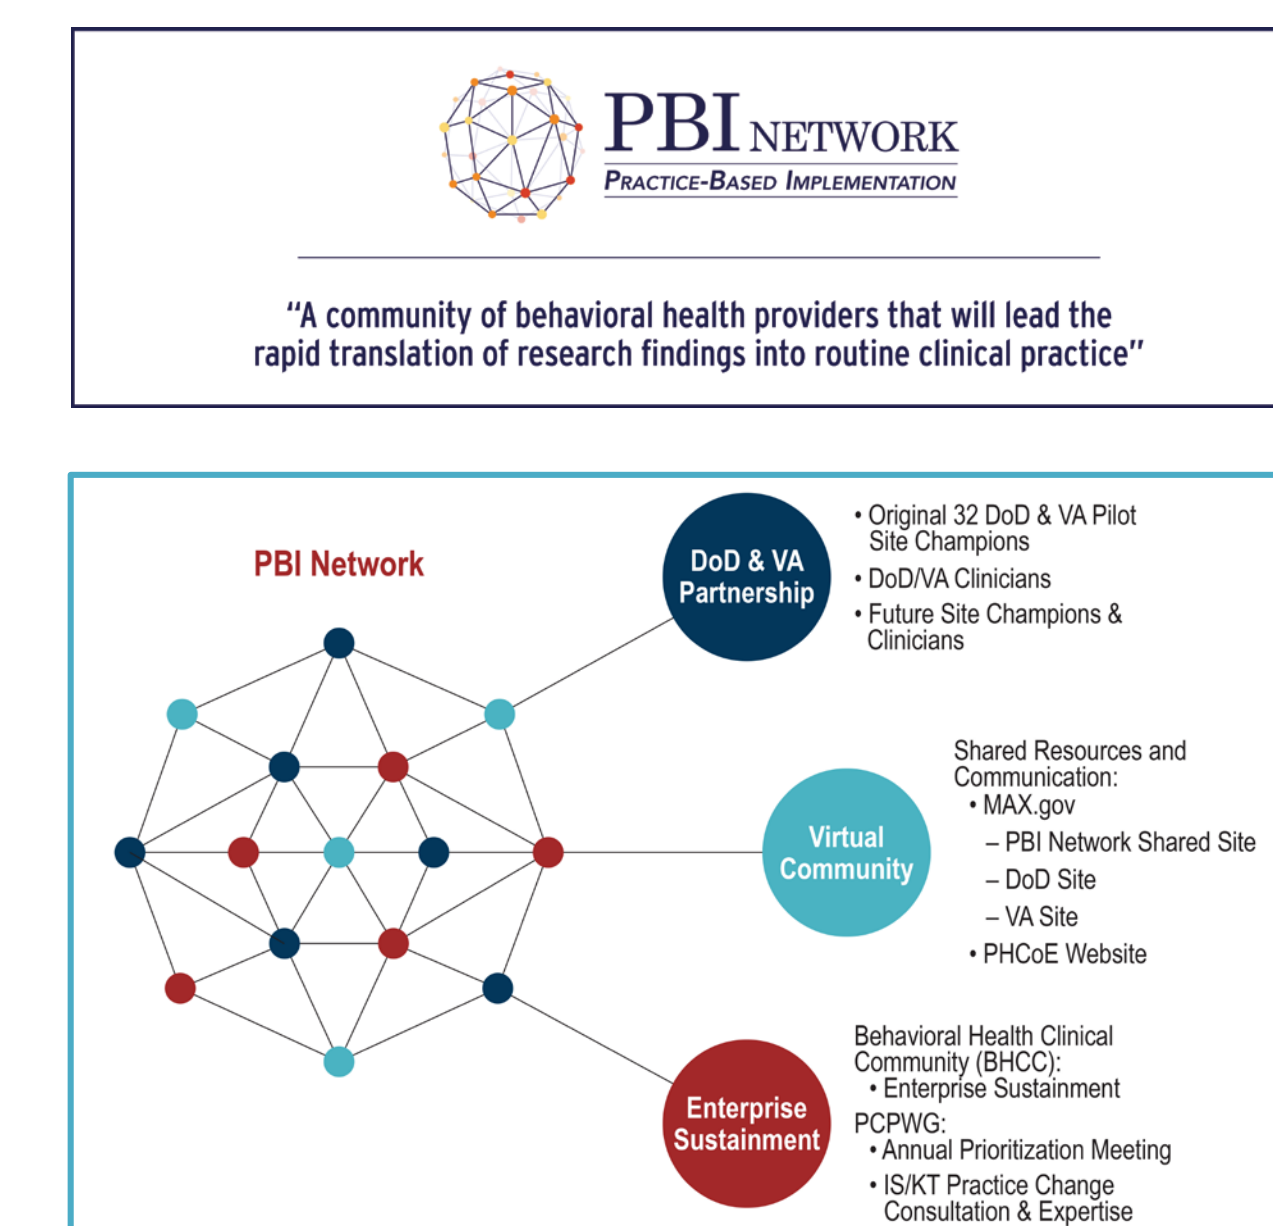 PBI NETWORK
PRACTICE-BASED IMPLEMENTATION
“A community of behavioral health providers that will lead the
rapid translation of research findings into routine clinical practice”
PBI Network
DoD & VA
Partnership
• Original 32 DoD & VA Pilot
Site Champions
• DoD/VA Clinicians
• Future Site Champions &
Clinicians
Virtual
Community
Shared Resources and
Communication:
• MAX.gov
– PBI Network Shared Site
– DoD Site
– VA Site
• PHCoE Website
Enterprise
Sustainment
Behavioral Health Clinical
Community (BHCC):
• Enterprise Sustainment
PCPWG:
• Annual Prioritization Meeting
• IS/KT Practice Change
Consultation & Expertise